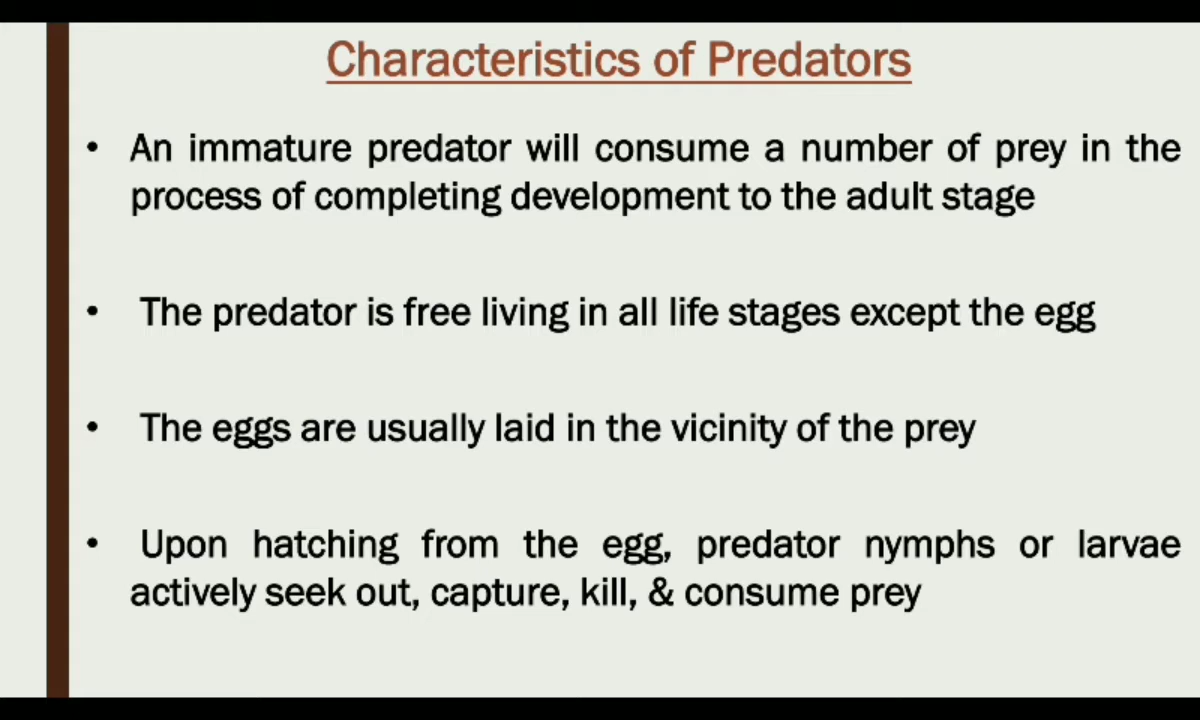 Characteristics of Predators
• An immature predator will consume a number of prey in the
process of completing development to the adult stage
• The predator is free living in all life stages except the egg
• The eggs are usually laid in the vicinity of the prey
• Upon hatching from the egg, predator nymphs or larvae
actively seek out, capture, kill, & consume prey